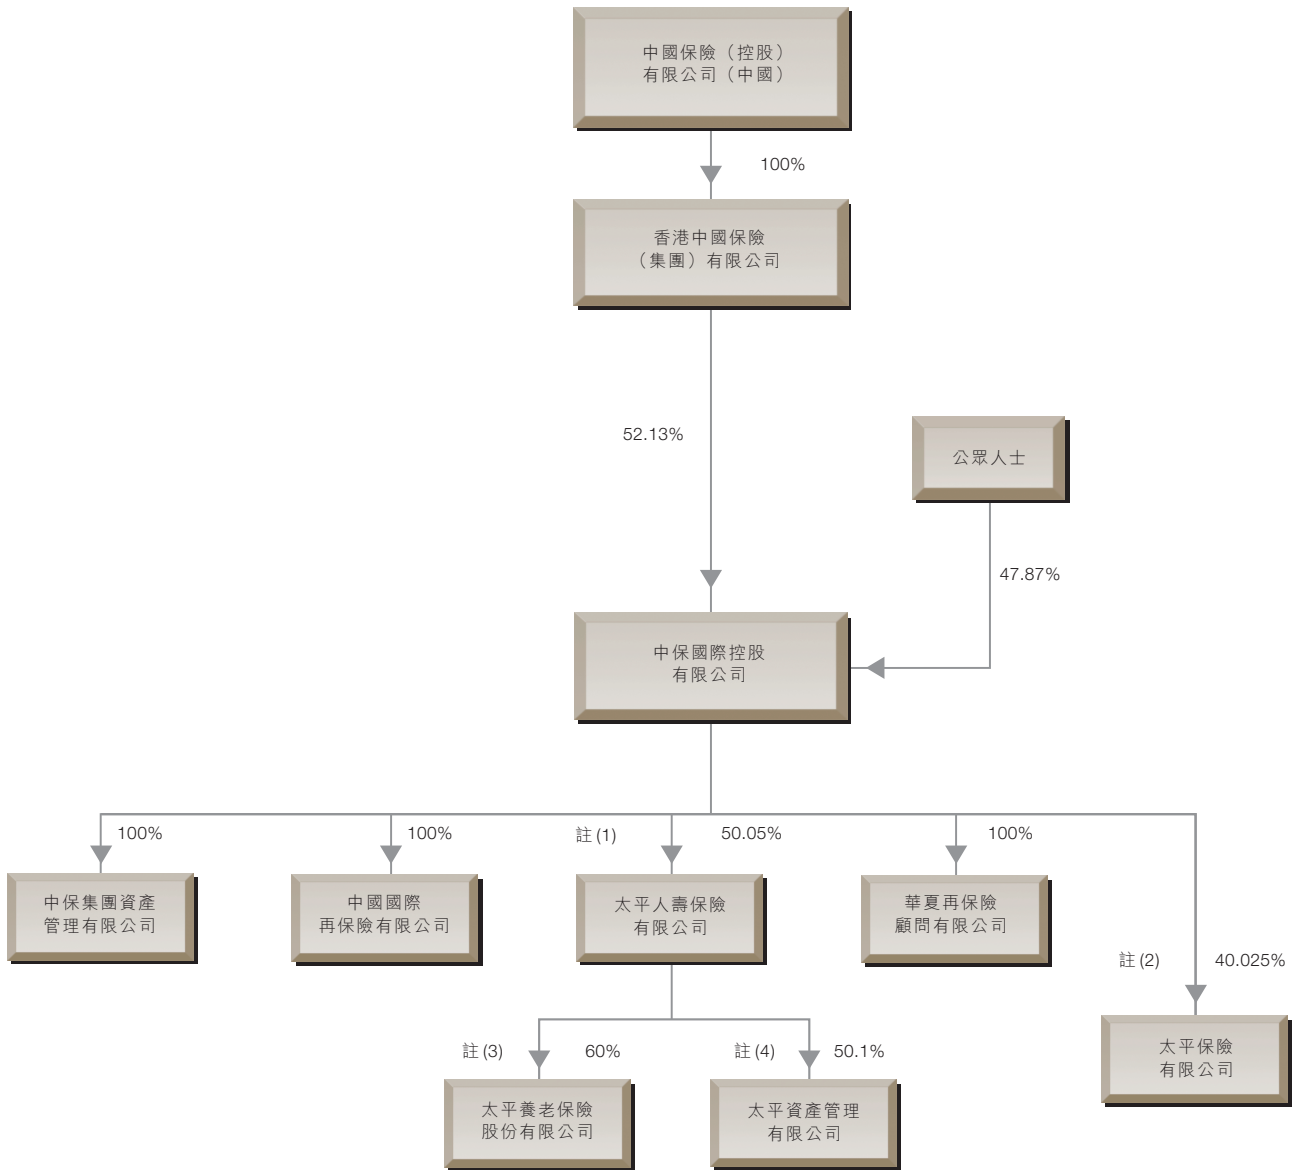 中國保險（控股）
有限公司（中國）
100%
香港中國保險
（集團）有限公司
52.13%
公眾人士
47.87%
中保國際控股
有限公司
100%
100%
註 (1)
50.05%
100%
中保集團資產
管理有限公司
中國國際
再保險有限公司
太平人壽保險
有限公司
華夏再保險
顧問有限公司
註 (2)
40.025%
太平保險
有限公司
註 (3)
60%
註 (4)
50.1%
太平養老保險
股份有限公司
太平資產管理
有限公司